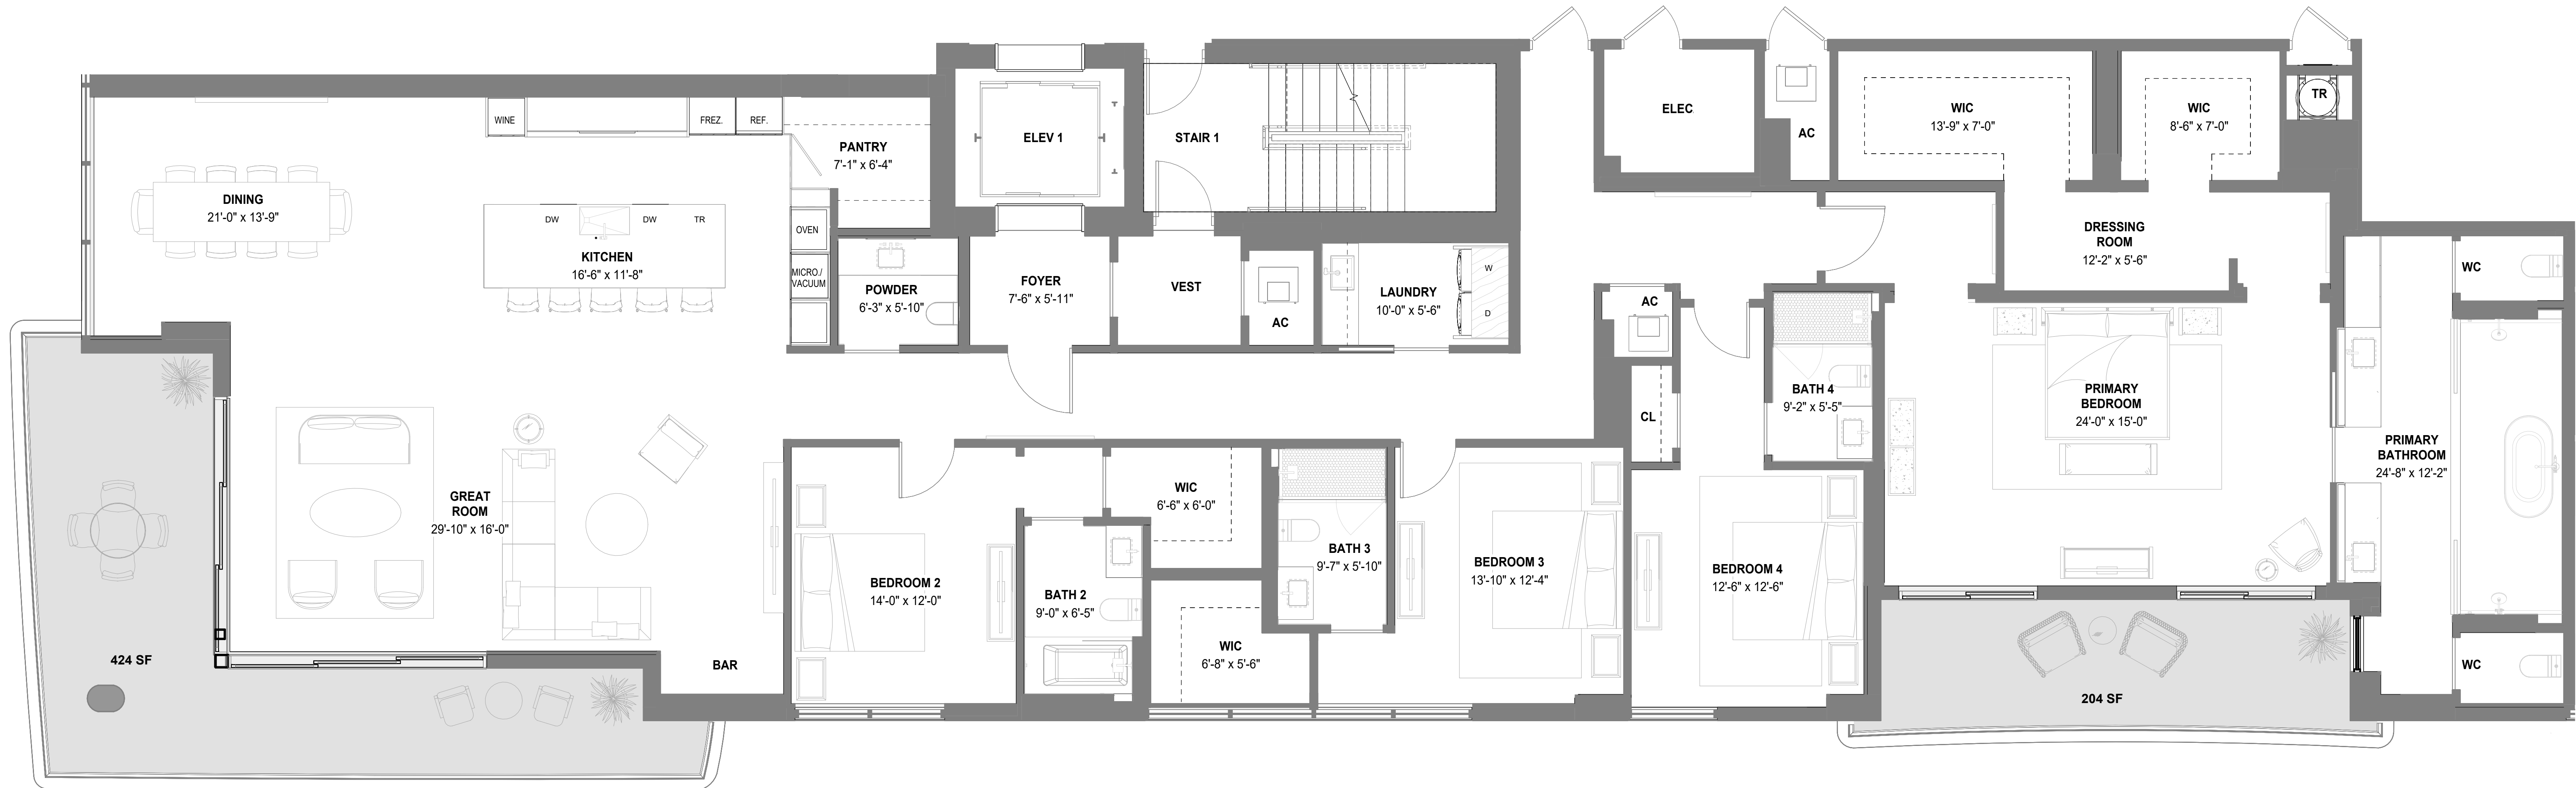 WINE
FREZ.
REF.
PANTRY
7'-1" x 6'-4"
ELEV 1
STAIR 1
ELEC
AC
WIC
13'-9" x 7'-0"
WIC
8'-6" x 7'-0"
TR
DINING
21'-0" x 13'-9"
DW
DW
TR
KITCHEN
16'-6" x 11'-8"
OVEN
MICRO./
VACUUM
POWDER
6'-3" x 5'-10"
FOYER
7'-6" x 5'-11"
VEST
AC
LAUNDRY
10'-0" x 5'-6"
W
D
DRESSING
ROOM
12'-2" x 5'-6"
WC
AC
CL
BATH 4
9'-2" x 5'-5"
PRIMARY
BEDROOM
24'-0" x 15'-0"
PRIMARY
BATHROOM
24'-8" x 12'-2"
GREAT
ROOM
29'-10" x 16'-0"
WIC
6'-6" x 6'-0"
BEDROOM 2
14'-0" x 12'-0"
BATH 2
9'-0" x 6'-5"
BATH 3
9'-7" x 5'-10"
BEDROOM 3
13'-10" x 12'-4"
BEDROOM 4
12'-6" x 12'-6"
424 SF
BAR
WIC
6'-8" x 5'-6"
204 SF
WC